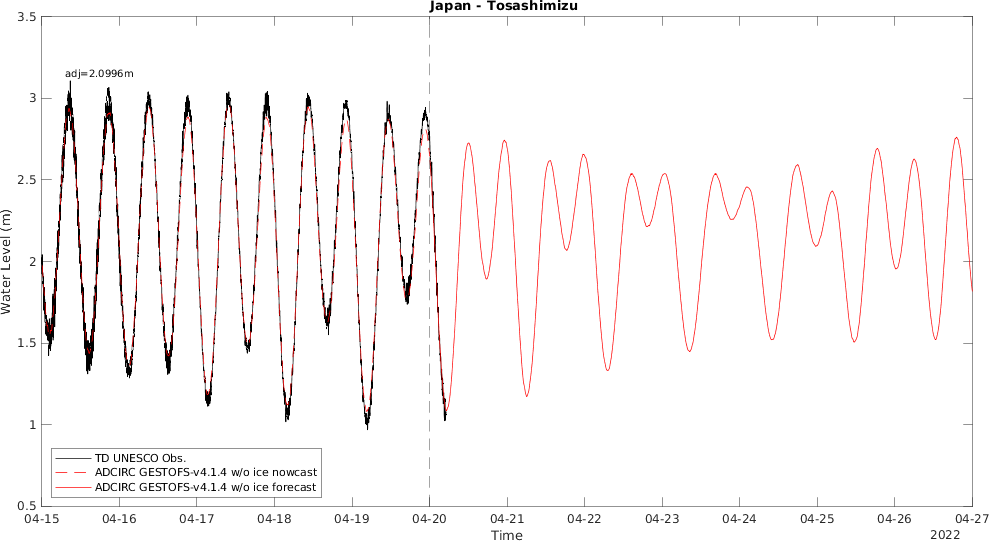 Japan - Tosashimizu
adj=2.0996m
3.5
3
2.5
2
1.5
1
0.5
Water Level (m)
TD UNESCO Obs.
ADCIRC GESTOFS-v4.1.4 w/o ice nowcast
ADCIRC GESTOFS-v4.1.4 w/o ice forecast
04-15 04-16 04-17 04-18 04-19 04-20 04-21 04-22 04-23 04-24 04-25 04-26 04-27
Time
2022